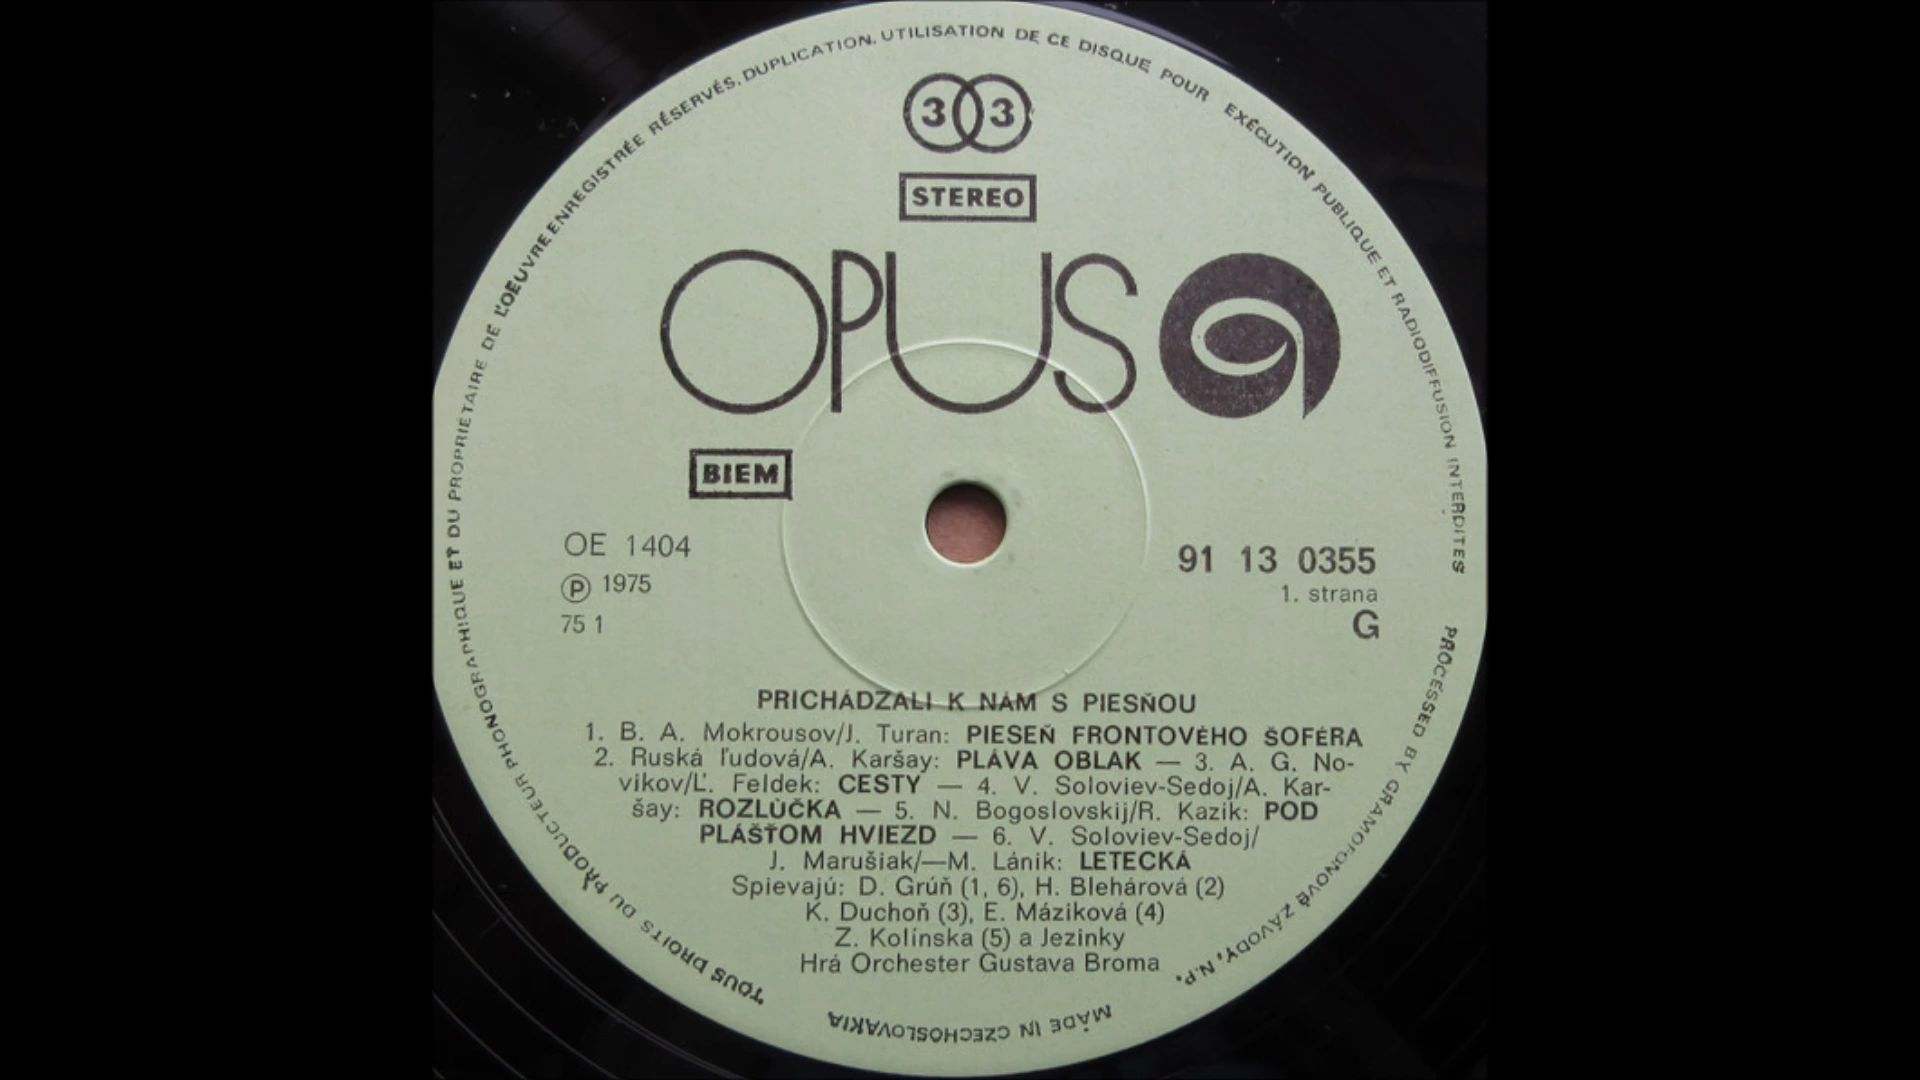 TOUS DROITS DU PRODUCTEUR PHONOGRAPHIQUE ET DU PROPRIÉTAIRE DE L'OEUVRE ENREGISTRÉE RÉSERVÉS. DUPLICATION. UTILISATION DE CE DISQUE POUR EXÉCUTION PUBLIQUE ET RADIODIFFUSION INTERDITES
33
STEREO
OPUS
BIEM
OE 1404
Ⓟ 1975
75 1
91 13 0355
1. strana
G
PRICHÁDZALI K NÁM S PIESŇOU
1. B. A. Mokrousov/J. Turan: PIESEŇ FRONTOVÉHO ŠOFÉRA
2. Ruská ľudová/A. Karšay: PLÁVA OBLAK — 3. A. G. No-
vikov/Ľ. Feldek: CESTY — 4. V. Soloviev-Sedoj/A. Kar-
šay: ROZLÚČKA — 5. N. Bogoslovskij/R. Kazik: POD
PLÁŠŤOM HVIEZD — 6. V. Soloviev-Sedoj/
J. Marušiak/—M. Lánik: LETECKÁ
Spievajú: D. Grúň (1, 6), H. Blehárová (2)
K. Duchoň (3), E. Máziková (4)
Z. Kolínska (5) a Jezinky
Hrá Orchester Gustava Broma
PROCESSED BY GRAMOFONOVÉ ZÁVODY, N.P.
MADE IN CZECHOSLOVAKIA